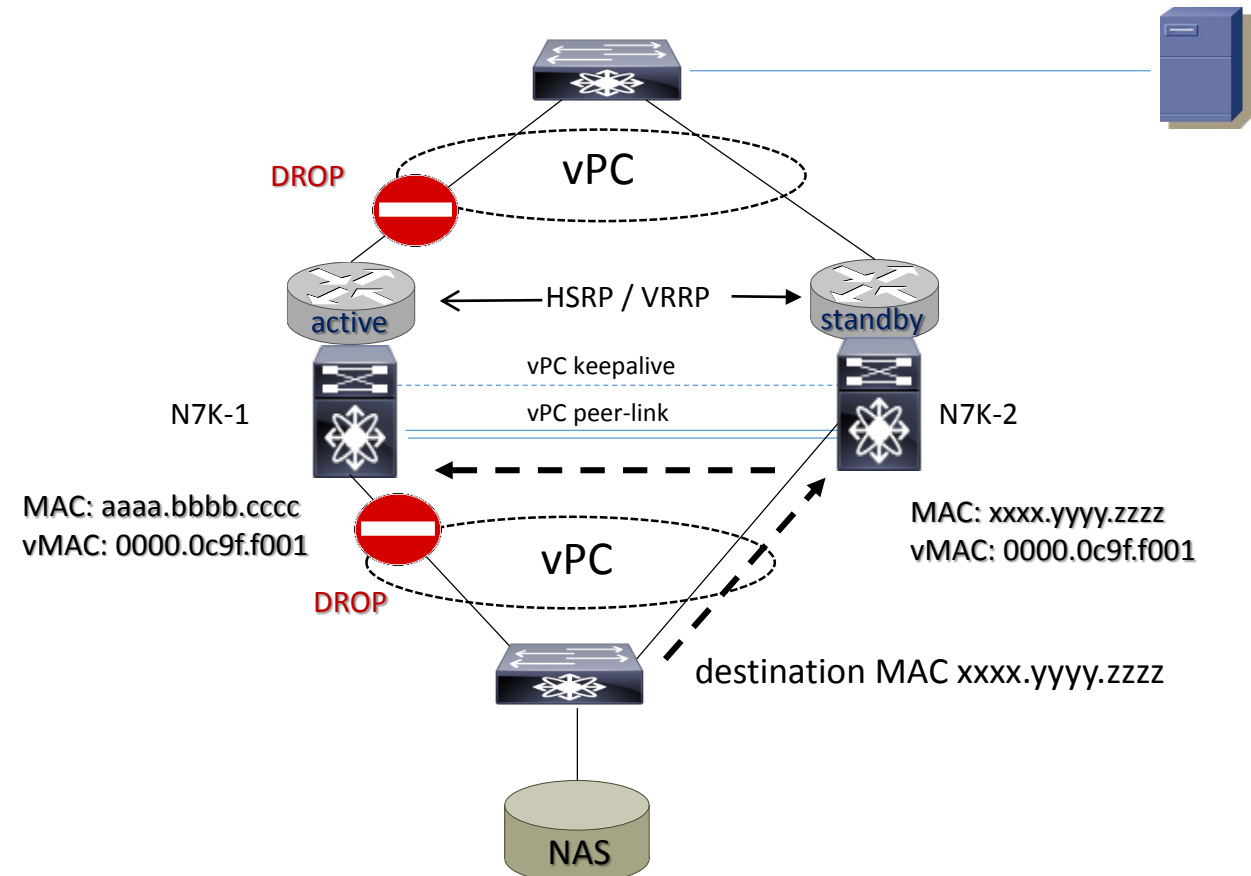 vPC
DROP
HSRP / VRRP
active
standby
vPC keepalive
vPC peer-link
N7K-1
N7K-2
MAC: aaaa.bbbb.cccc
vMAC: 0000.0c9f.f001
MAC: xxxx.yyyy.zzzz
vMAC: 0000.0c9f.f001
vPC
DROP
destination MAC xxxx.yyyy.zzzz
NAS